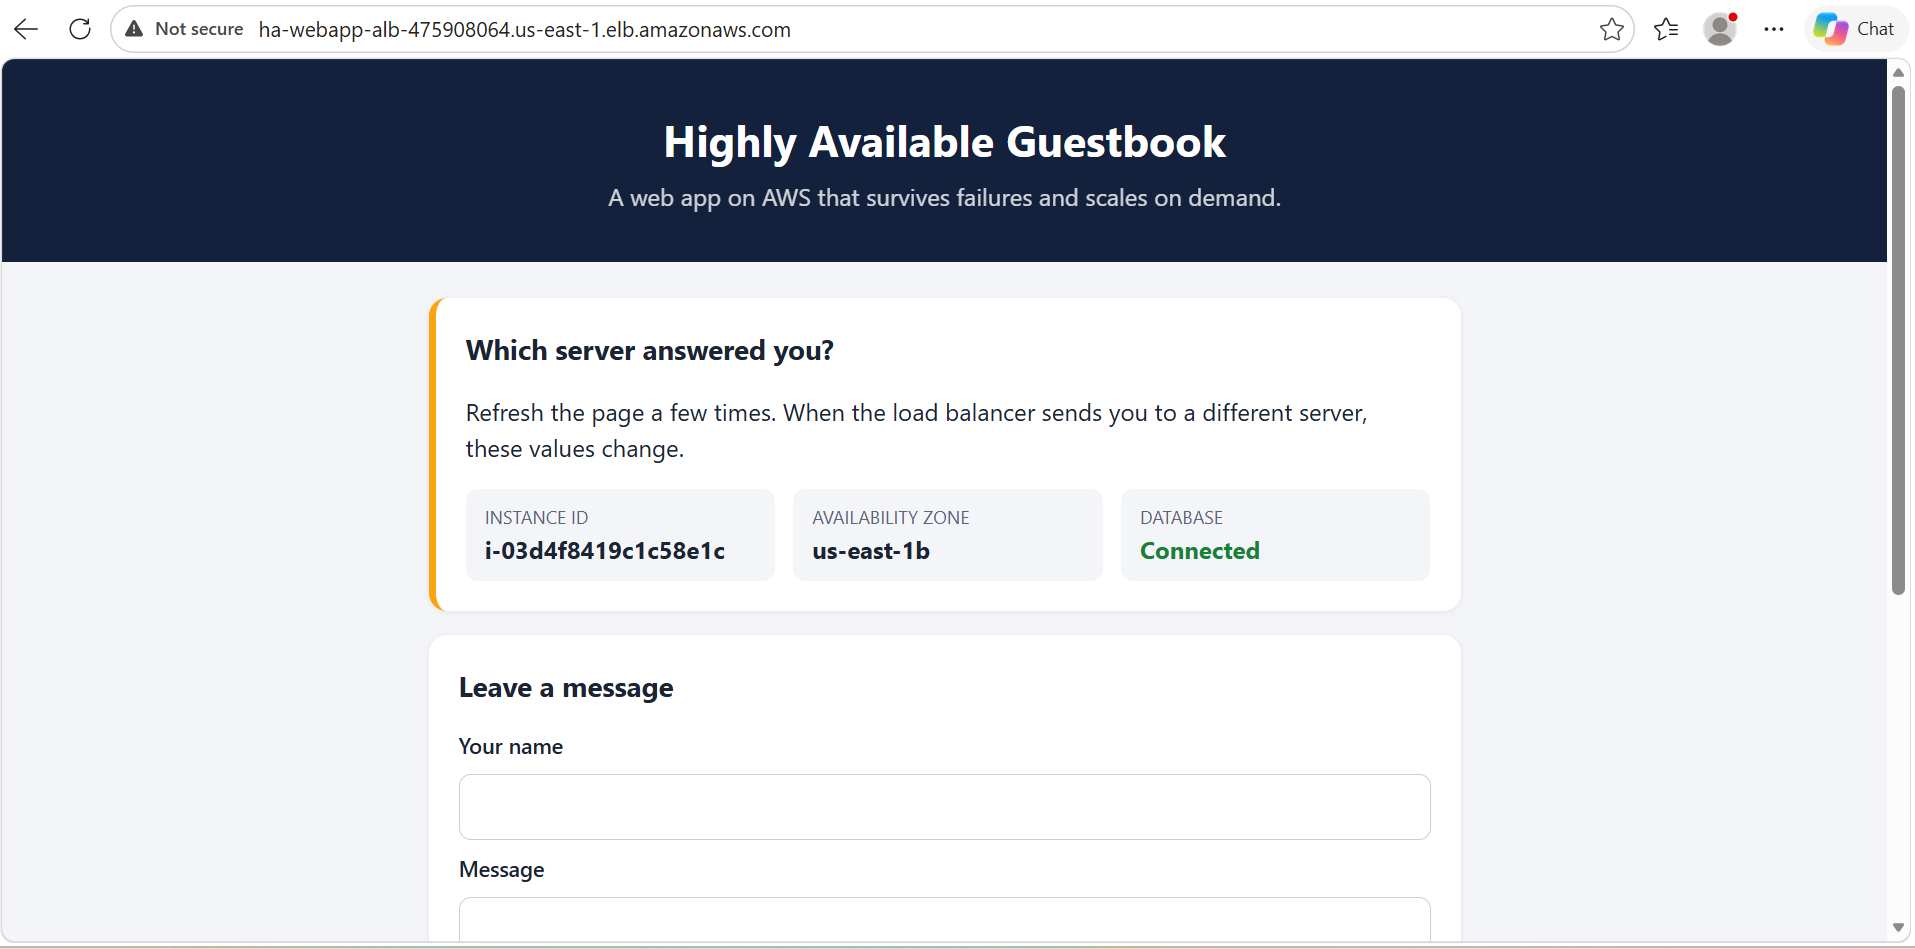 Not secure ha-webapp-alb-475908064.us-east-1.elb.amazonaws.com
Chat
Highly Available Guestbook
A web app on AWS that survives failures and scales on demand.
Which server answered you?
Refresh the page a few times. When the load balancer sends you to a different server,
these values change.
INSTANCE ID
i-03d4f8419c1c58e1c
AVAILABILITY ZONE
us-east-1b
DATABASE
Connected
Leave a message
Your name
Message